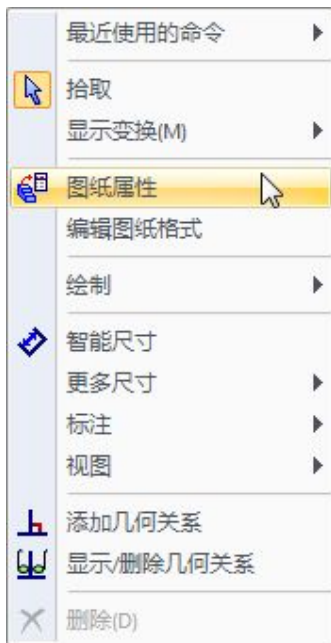 最近使用的命令
拾取
显示变换(M)
图纸属性
编辑图纸格式
绘制
智能尺寸
更多尺寸
标注
视图
添加几何关系
显示/删除几何关系
删除(D)